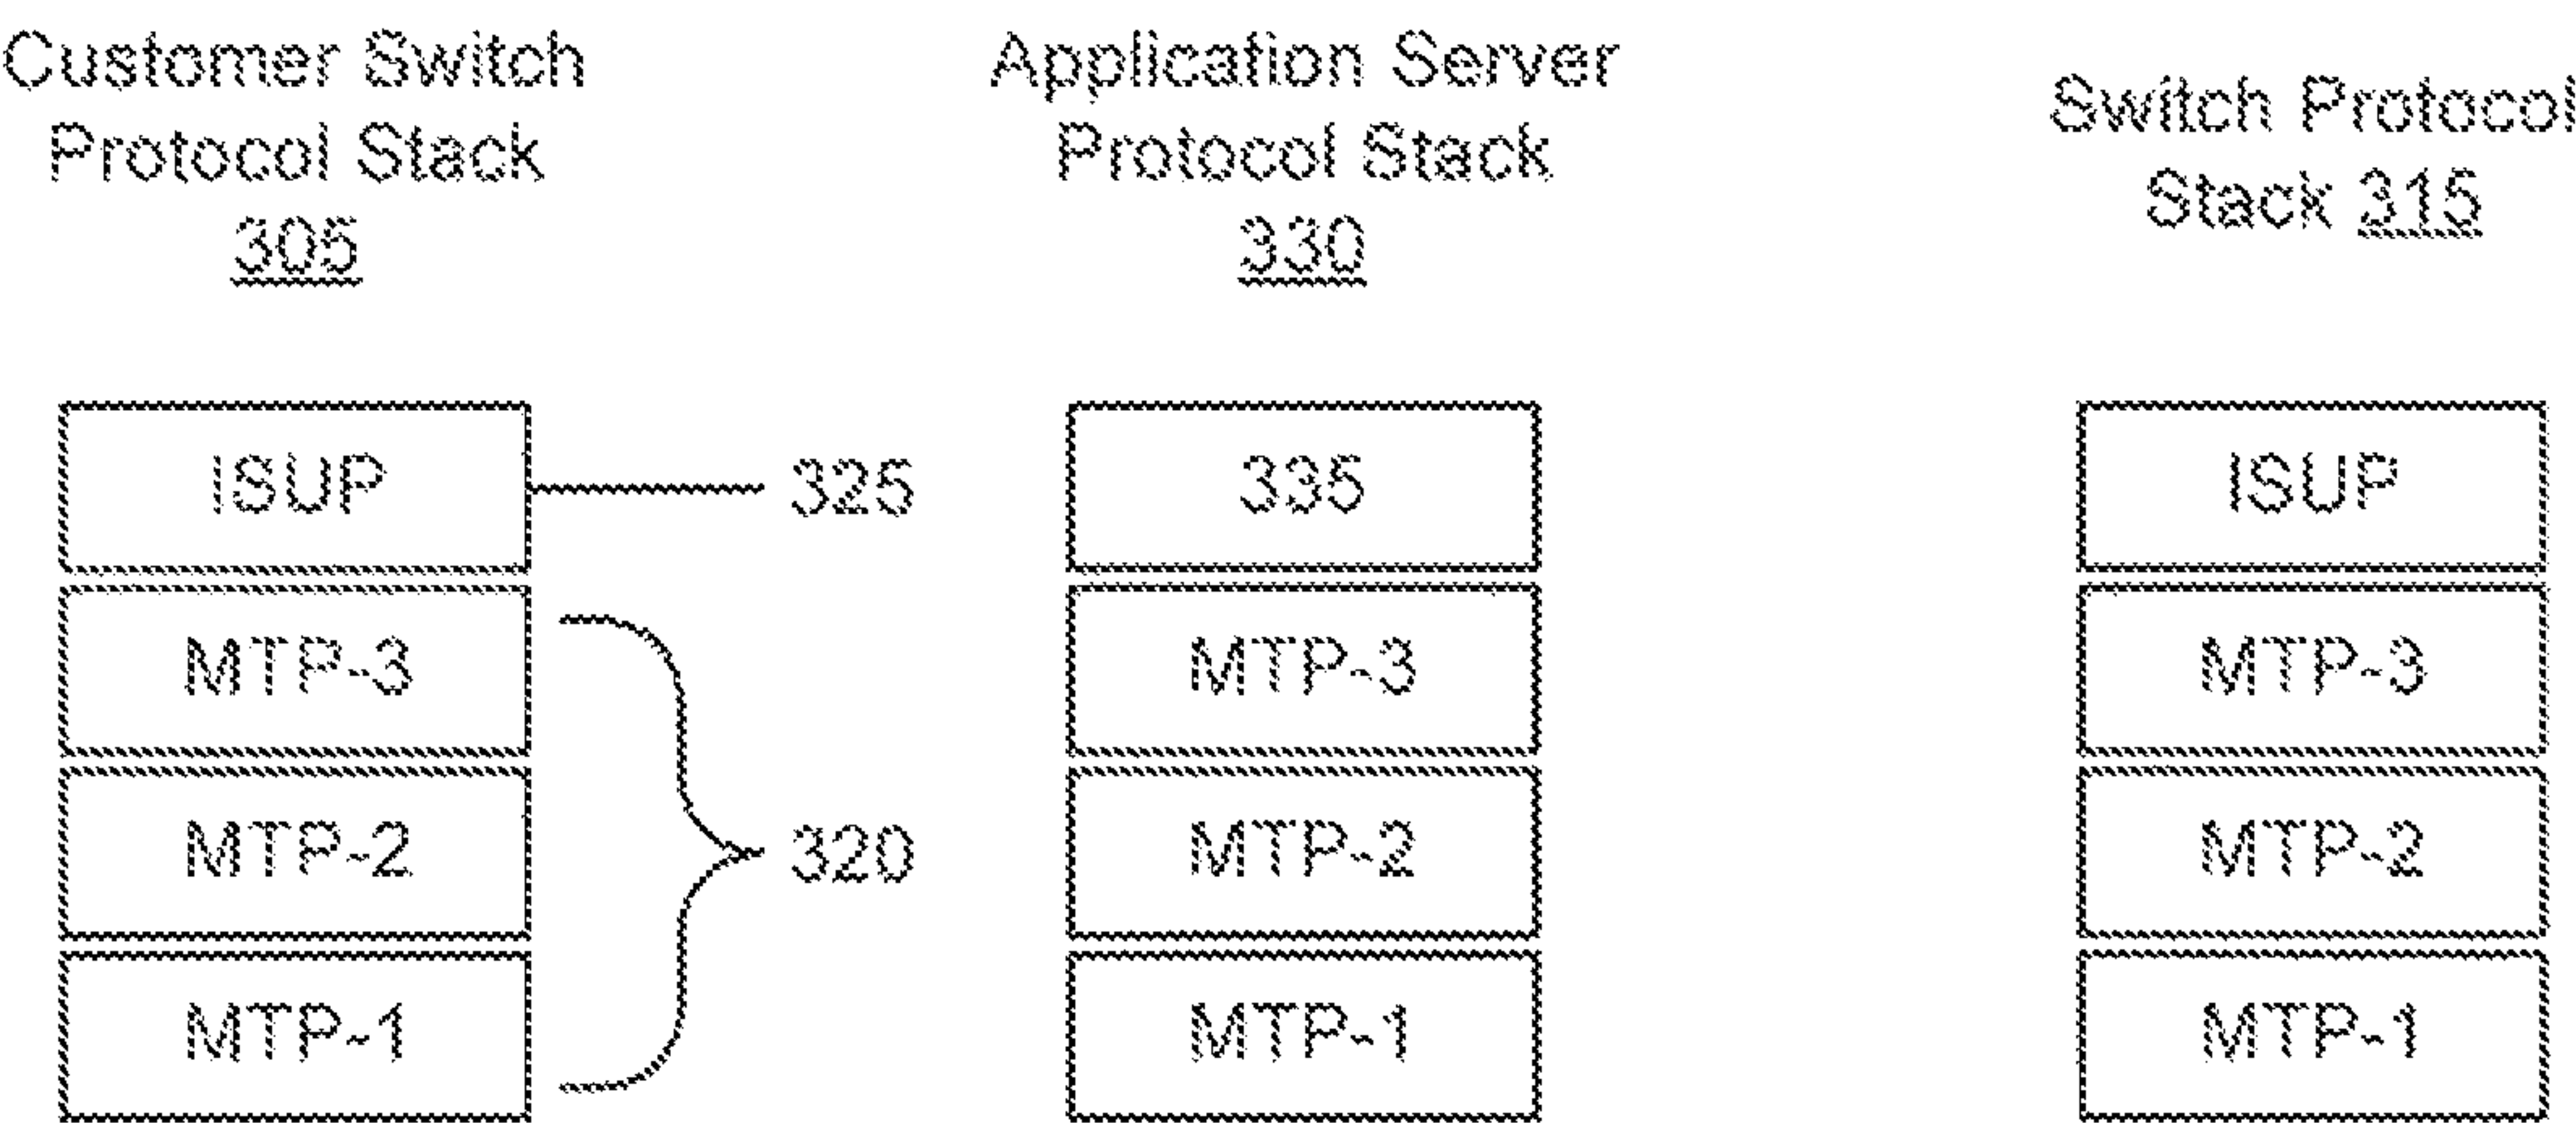 Customer Switch
Protocol Stack
305
Application Server
Protocol Stack
330
Switch Protocol
Stack 315
ISUP
325
335
ISUP
MTP-3
MTP-3
MTP-3
MTP-2
320
MTP-2
MTP-2
MTP-1
MTP-1
MTP-1